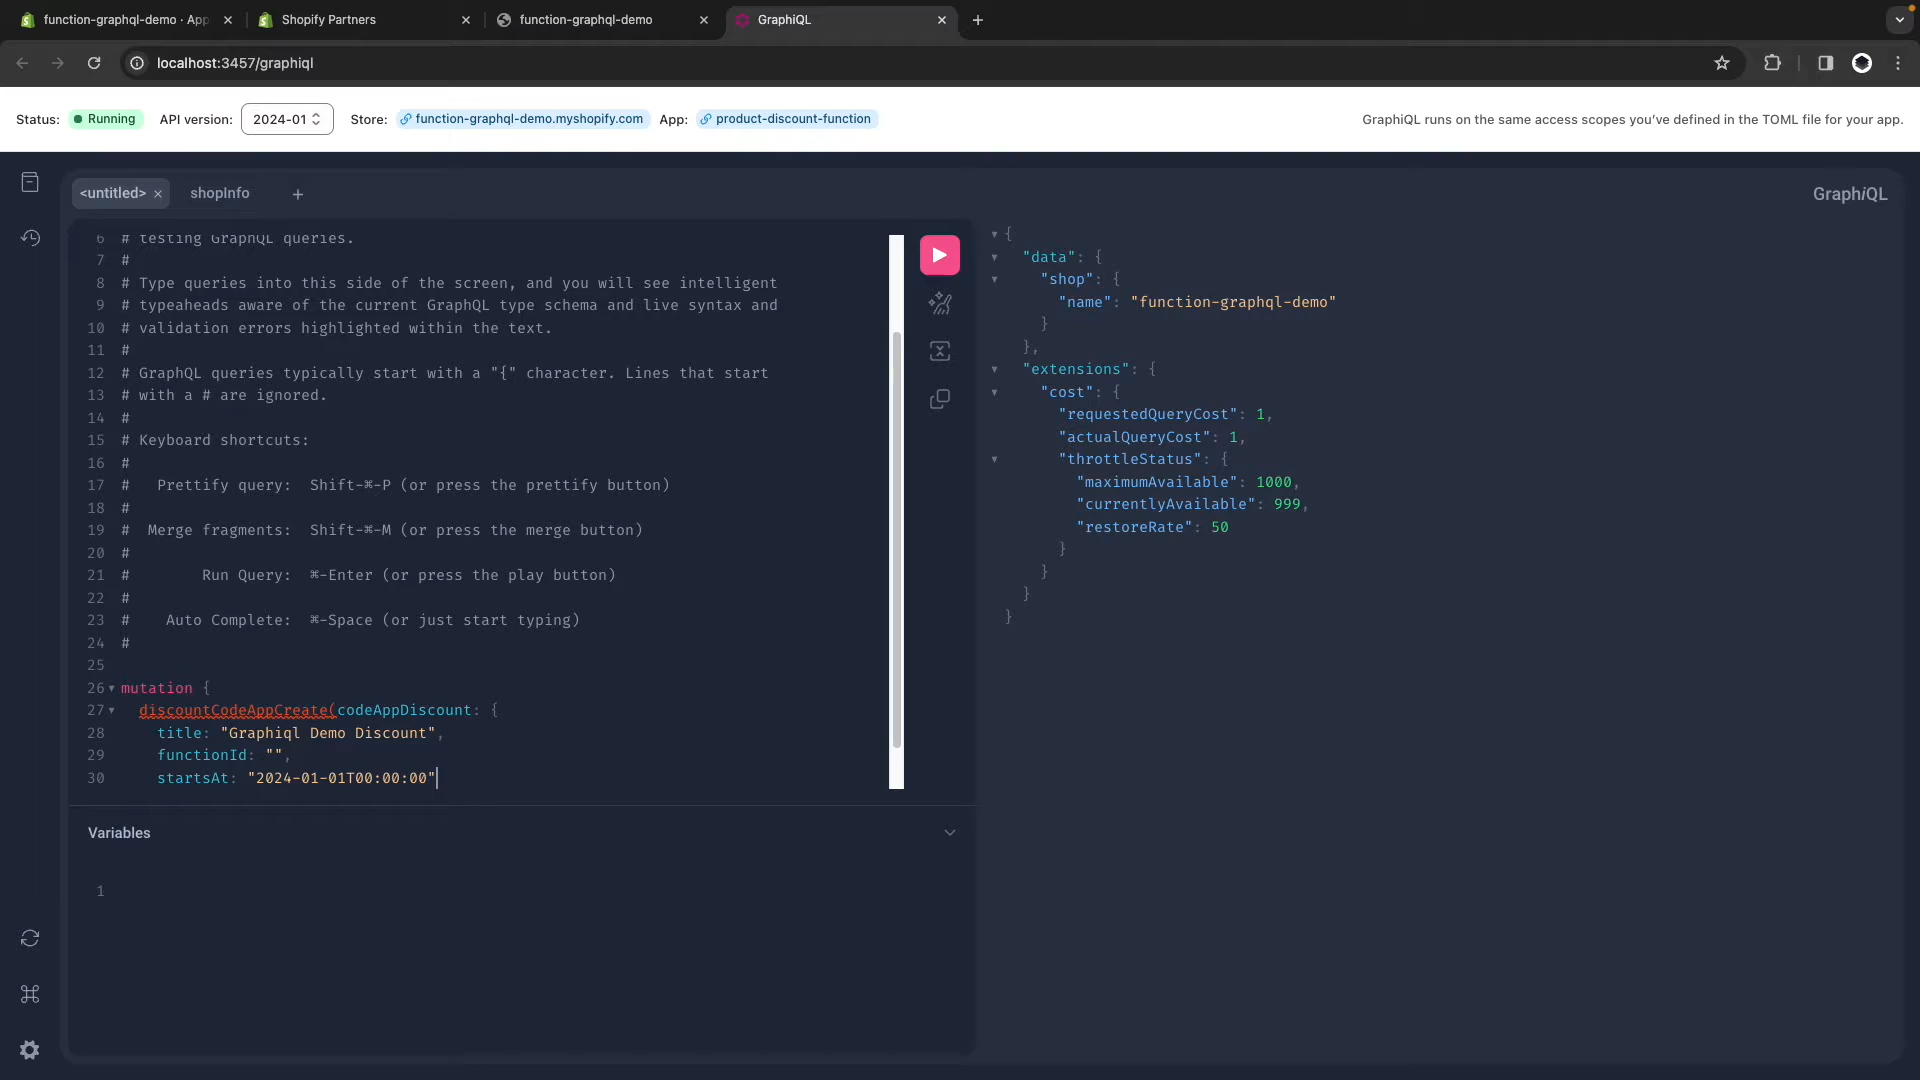 function-graphql-demo · App
Shopify Partners
function-graphql-demo
GraphiQL
localhost:3457/graphiql
Status: Running API version: 2024-01 Store: function-graphql-demo.myshopify.com App: product-discount-function
GraphiQL runs on the same access scopes you've defined in the TOML file for your app.
<untitled> shopInfo
GraphiQL
6 # testing GraphQL queries.
7 #
8 # Type queries into this side of the screen, and you will see intelligent
9 # typeaheads aware of the current GraphQL type schema and live syntax and
10 # validation errors highlighted within the text.
11 #
12 # GraphQL queries typically start with a "{" character. Lines that start
13 # with a # are ignored.
14 #
15 # Keyboard shortcuts:
16 #
17 # Prettify query: Shift-⌘-P (or press the prettify button)
18 #
19 # Merge fragments: Shift-⌘-M (or press the merge button)
20 #
21 # Run Query: ⌘-Enter (or press the play button)
22 #
23 # Auto Complete: ⌘-Space (or just start typing)
24 #
25
26 mutation {
27 discountCodeAppCreate(codeAppDiscount: {
28 title: "Graphiql Demo Discount",
29 functionId: "",
30 startsAt: "2024-01-01T00:00:00"
Variables
1
{
"data": {
"shop": {
"name": "function-graphql-demo"
}
},
"extensions": {
"cost": {
"requestedQueryCost": 1,
"actualQueryCost": 1,
"throttleStatus": {
"maximumAvailable": 1000,
"currentlyAvailable": 999,
"restoreRate": 50
}
}
}
}